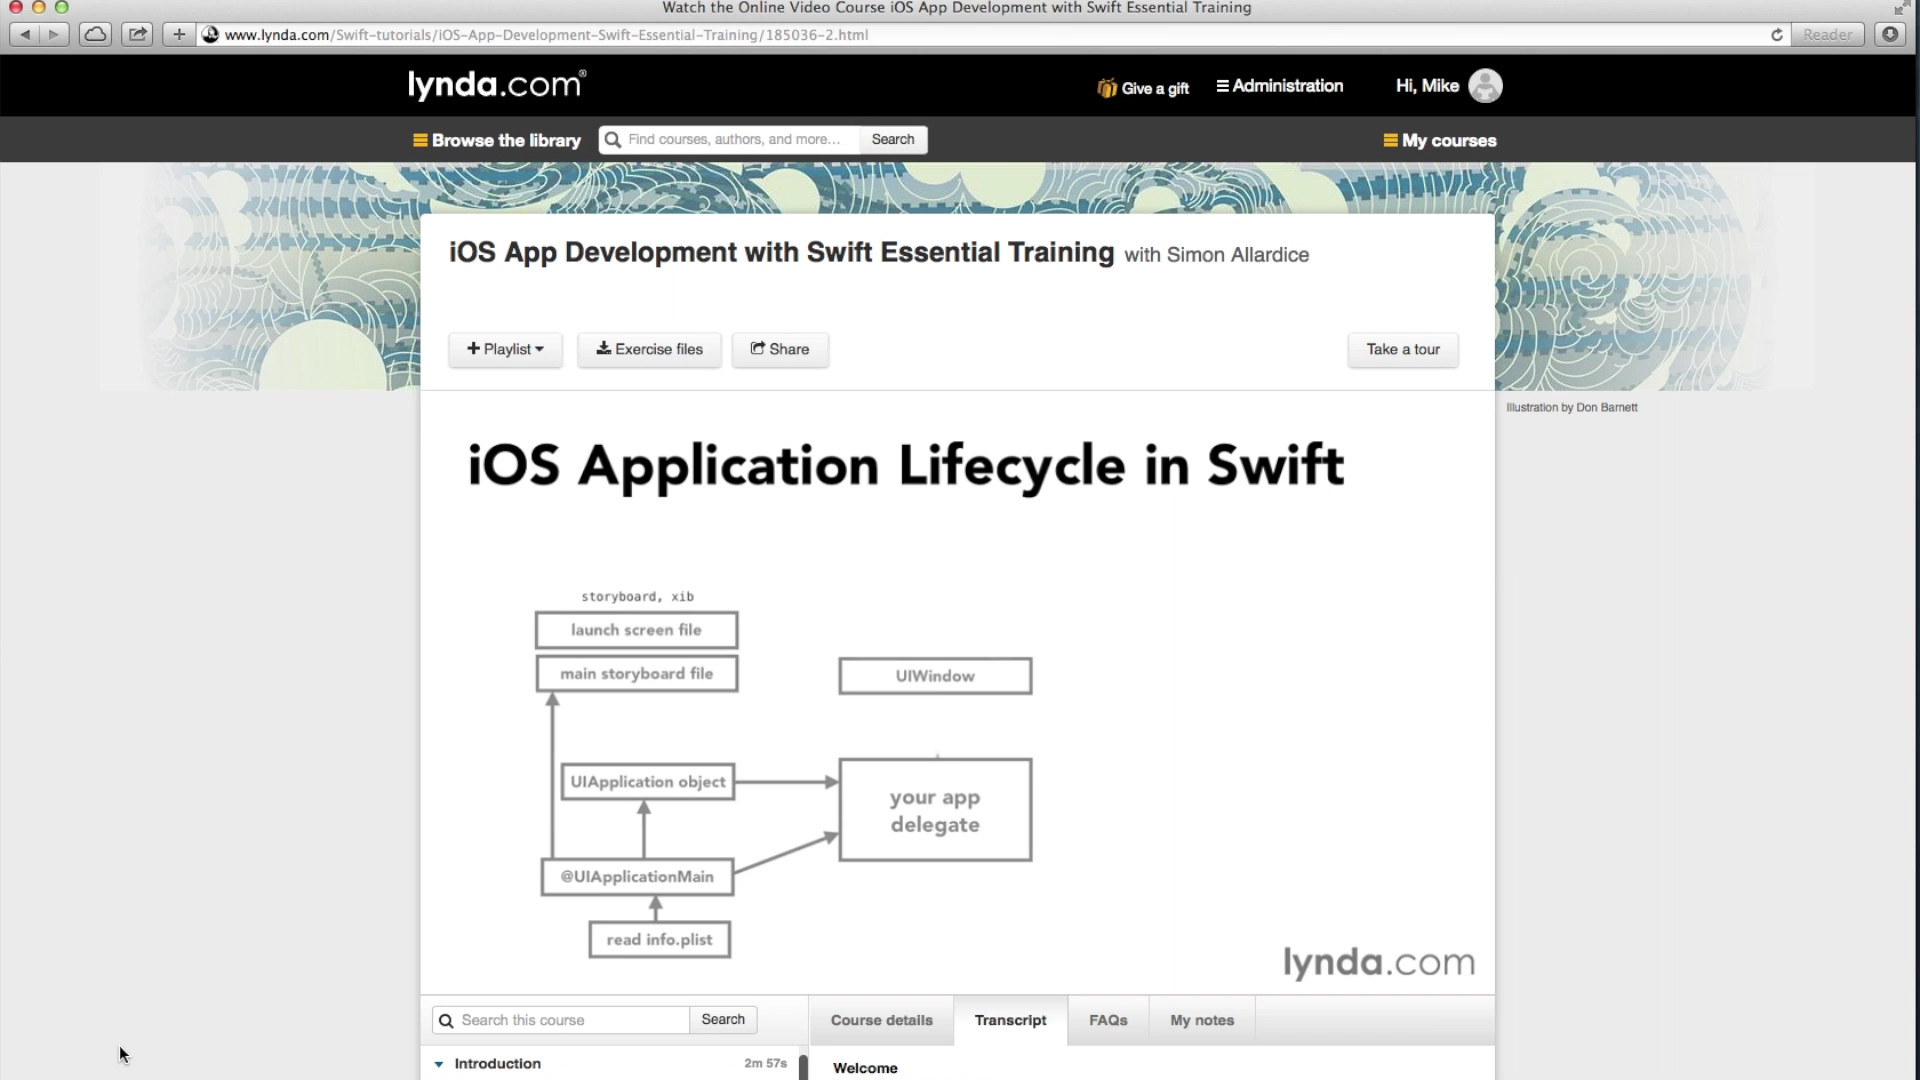 Watch the Online Video Course iOS App Development with Swift Essential Training
www.lynda.com/Swift-tutorials/iOS-App-Development-Swift-Essential-Training/185036-2.html
Reader
lynda.com®
Give a gift
Administration
Hi, Mike
Browse the library
Find courses, authors, and more...
Search
My courses
iOS App Development with Swift Essential Training with Simon Allardice
+ Playlist
Exercise files
Share
Take a tour
Illustration by Don Barnett
iOS Application Lifecycle in Swift
storyboard, xib
launch screen file
main storyboard file
UIWindow
UIApplication object
your app
delegate
@UIApplicationMain
read info.plist
lynda.com
Search this course
Search
Course details
Transcript
FAQs
My notes
Introduction
2m 57s
Welcome